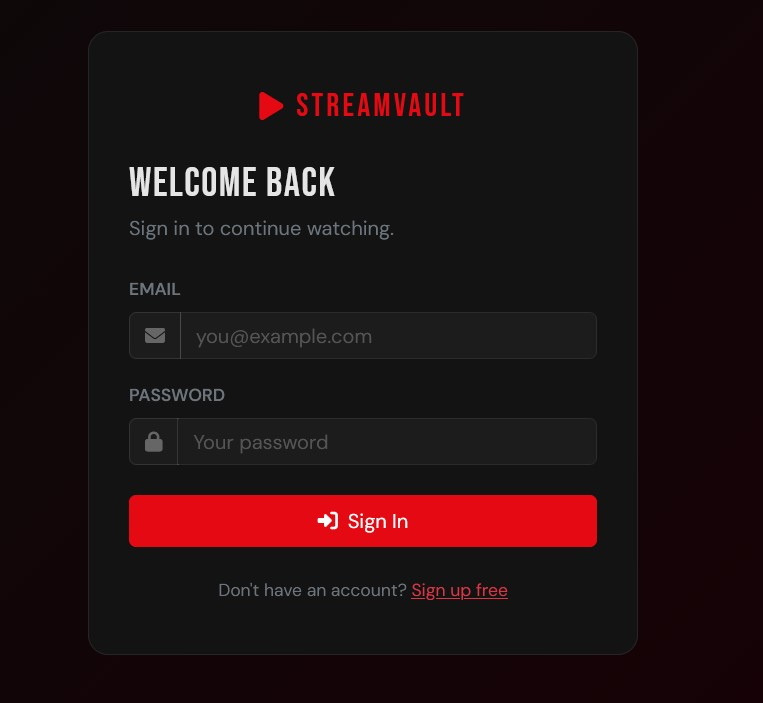 STREAMVAULT
WELCOME BACK
Sign in to continue watching.
EMAIL
you@example.com
PASSWORD
Your password
Sign In
Don't have an account? Sign up free